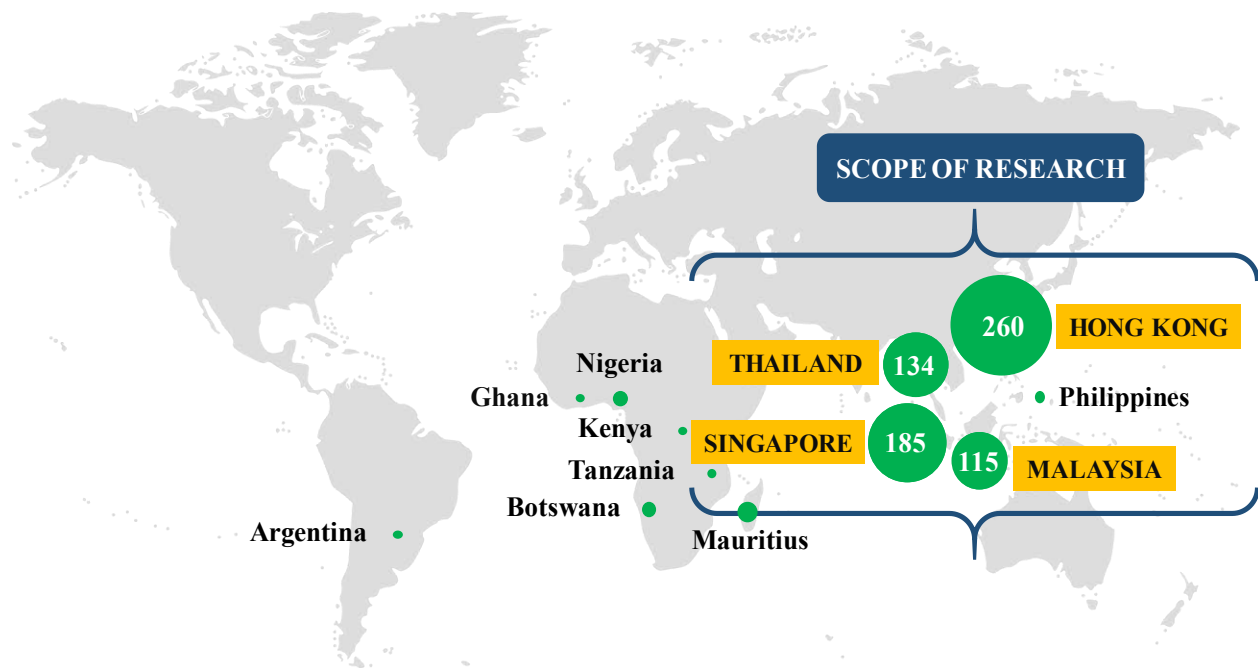 SCOPE OF RESEARCH
260
HONG KONG
THAILAND
134
Nigeria
Ghana
Philippines
Kenya
SINGAPORE
185
115
MALAYSIA
Tanzania
Botswana
Argentina
Mauritius